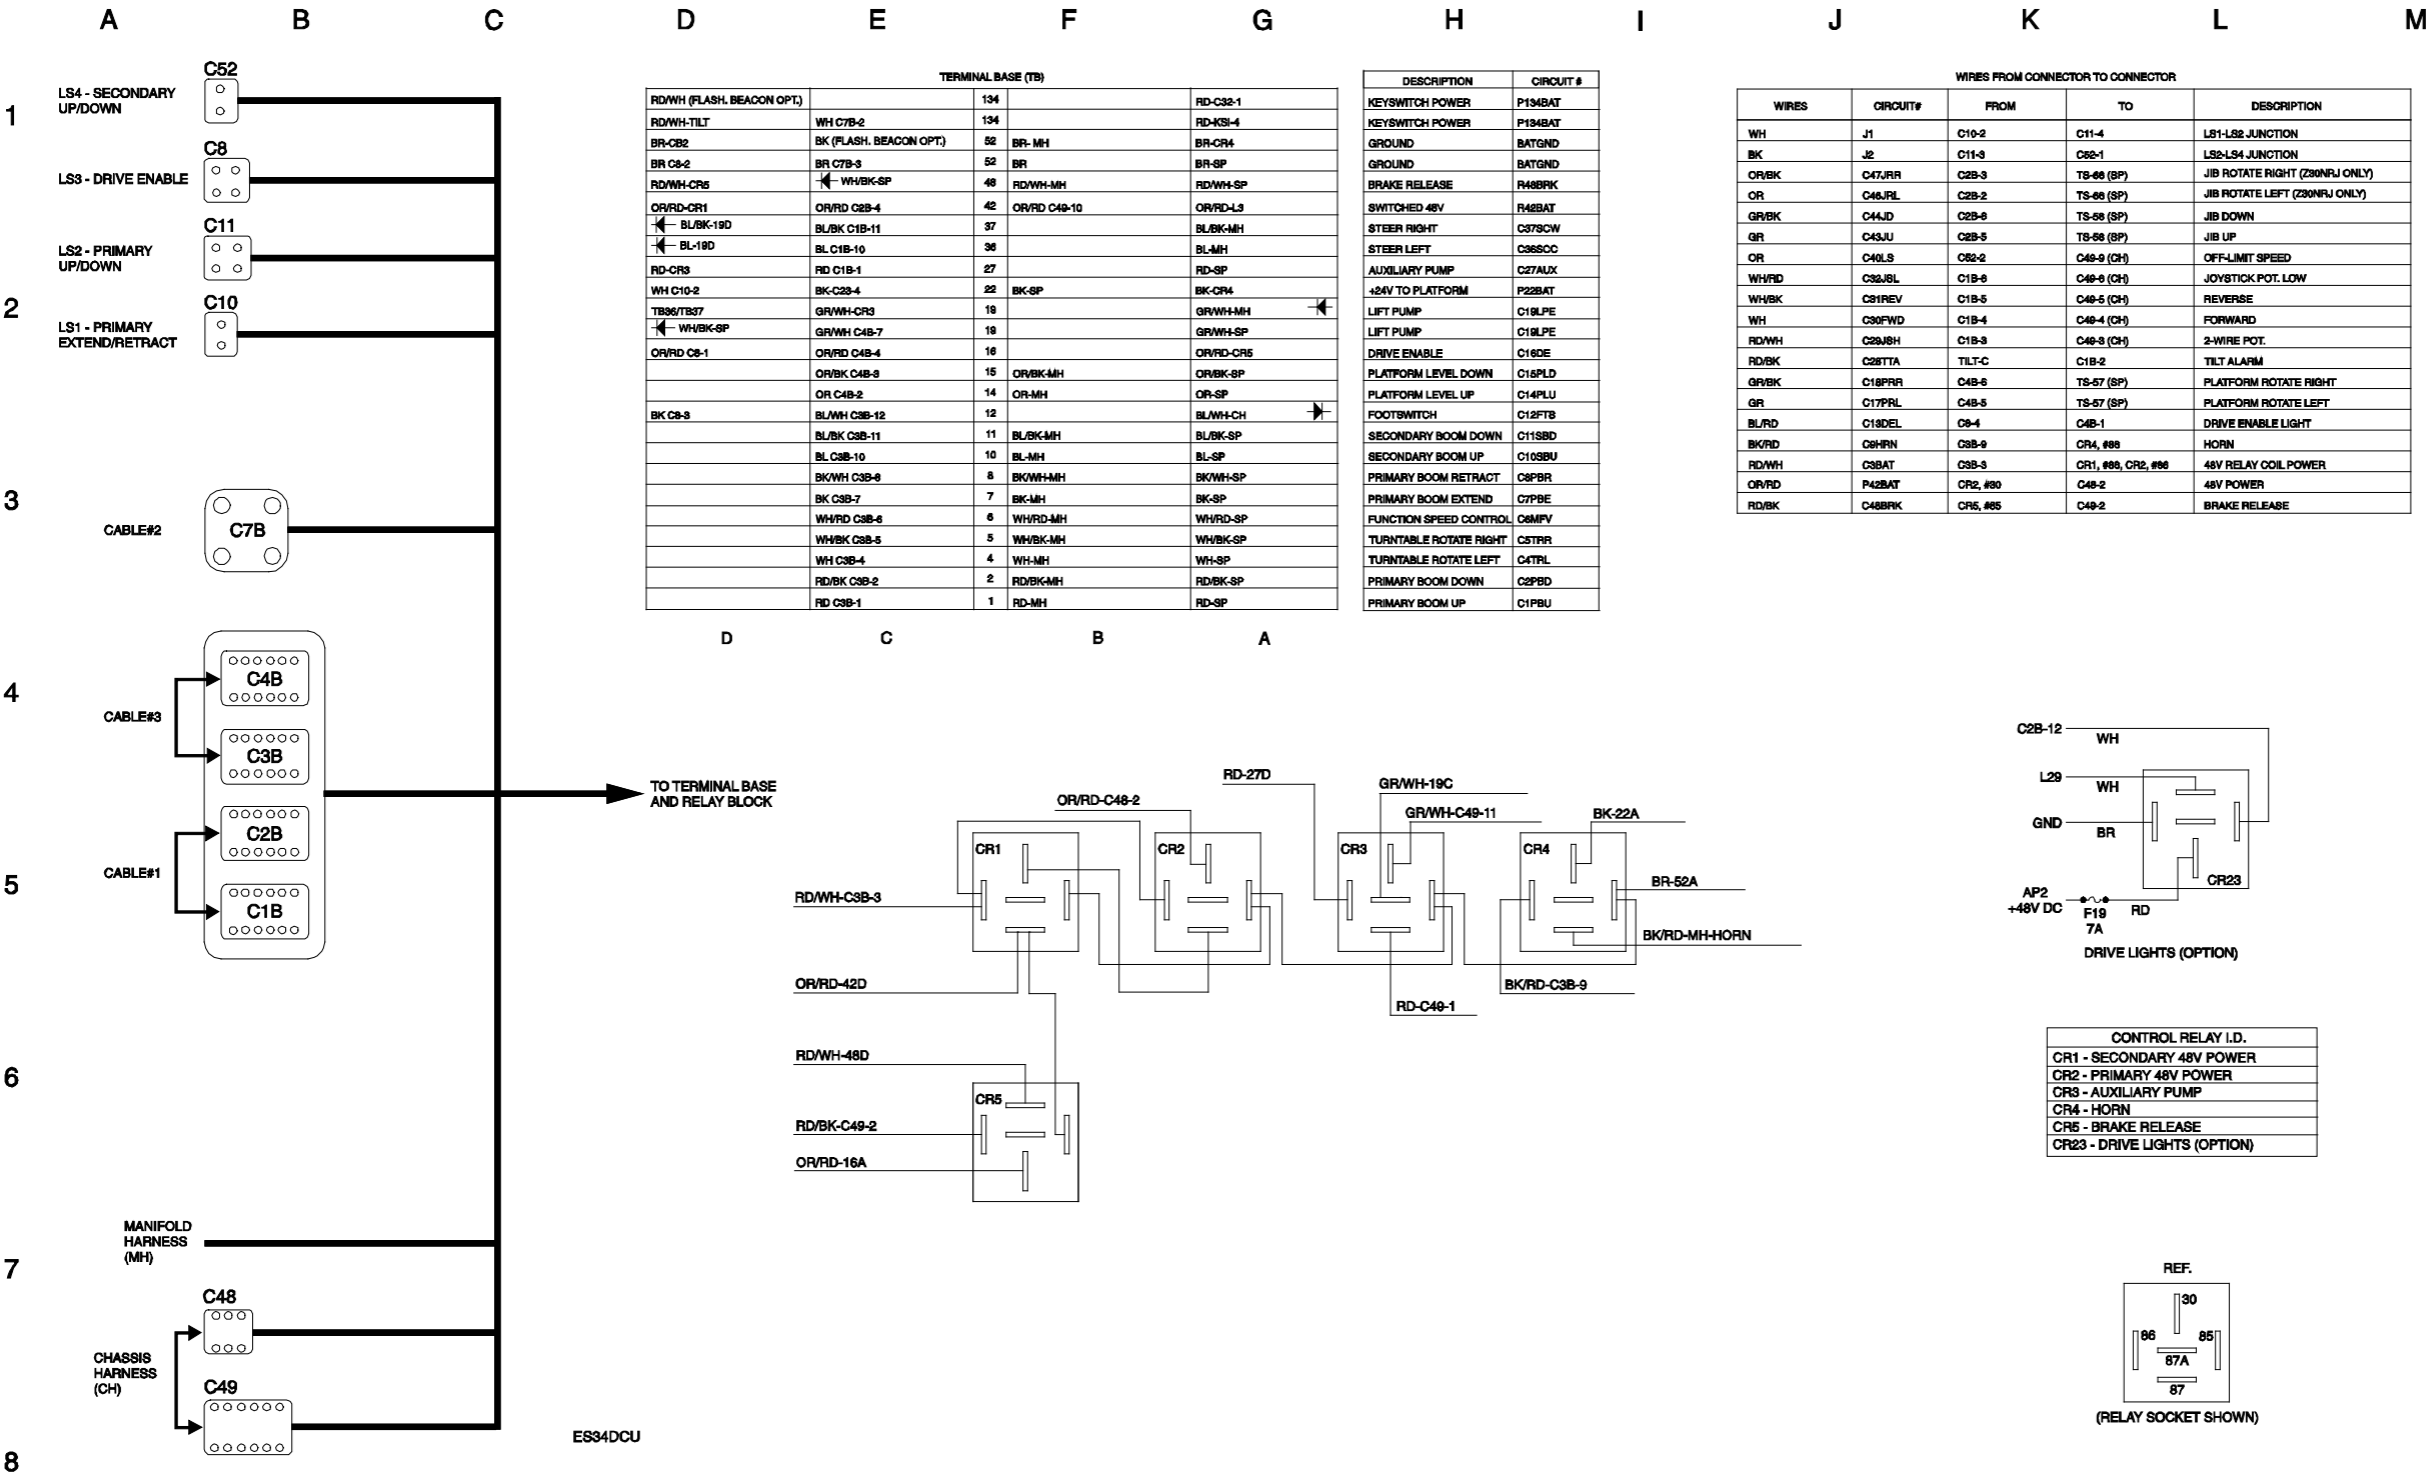 A B C D E F G H I J K L M
1
2
3
4
5
6
7
8
C52
LS4 - SECONDARY
UP/DOWN
C8
LS3 - DRIVE ENABLE
C11
LS2 - PRIMARY
UP/DOWN
C10
LS1 - PRIMARY
EXTEND/RETRACT
CABLE#2
C7B
C4B
CABLE#3
C3B
C2B
CABLE#1
C1B
TO TERMINAL BASE
AND RELAY BLOCK
MANIFOLD
HARNESS
(MH)
C48
CHASSIS
HARNESS
(CH)
C49
ES34DCU
TERMINAL BASE (TB)
RD/WH (FLASH. BEACON OPT.) 134 RD-C32-1
RD/WH-TILT WH C7B-2 134 RD-KSI-4
BR-CB2 BK (FLASH. BEACON OPT.) 52 BR- MH BR-CR4
BR C8-2 BR C7B-3 52 BR BR-SP
RD/WH-CR5 WH/BK-SP 48 RD/WH-MH RD/WH-SP
OR/RD-CR1 OR/RD C2B-4 42 OR/RD C49-10 OR/RD-L3
BL/BK-19D BL/BK C1B-11 37 BL/BK-MH
BL-19D BL C1B-10 36 BL-MH
RD-CR3 RD C1B-1 27 RD-SP
WH C10-2 BK-C23-4 22 BK-SP BK-CR4
TB36/TB37 GR/WH-CR3 19 GR/WH-MH
WH/BK-SP GR/WH C4B-7 19 GR/WH-SP
OR/RD C8-1 OR/RD C4B-4 16 OR/RD-CR5
OR/BK C4B-3 15 OR/BK-MH OR/BK-SP
OR C4B-2 14 OR-MH OR-SP
BK C8-3 BL/WH C3B-12 12 BL/WH-CH
BL/BK C3B-11 11 BL/BK-MH BL/BK-SP
BL C3B-10 10 BL-MH BL-SP
BK/WH C3B-8 8 BK/WH-MH BK/WH-SP
BK C3B-7 7 BK-MH BK-SP
WH/RD C3B-6 6 WH/RD-MH WH/RD-SP
WH/BK C3B-5 5 WH/BK-MH WH/BK-SP
WH C3B-4 4 WH-MH WH-SP
RD/BK C3B-2 2 RD/BK-MH RD/BK-SP
RD C3B-1 1 RD-MH RD-SP
D C B A
DESCRIPTION CIRCUIT #
KEYSWITCH POWER P134BAT
KEYSWITCH POWER P134BAT
GROUND BATGND
GROUND BATGND
BRAKE RELEASE R48BRK
SWITCHED 48V R42BAT
STEER RIGHT C37SCW
STEER LEFT C36SCC
AUXILIARY PUMP C27AUX
+24V TO PLATFORM P22BAT
LIFT PUMP C19LPE
LIFT PUMP C19LPE
DRIVE ENABLE C16DE
PLATFORM LEVEL DOWN C15PLD
PLATFORM LEVEL UP C14PLU
FOOTSWITCH C12FTS
SECONDARY BOOM DOWN C11SBD
SECONDARY BOOM UP C10SBU
PRIMARY BOOM RETRACT C8PBR
PRIMARY BOOM EXTEND C7PBE
FUNCTION SPEED CONTROL C6MFV
TURNTABLE ROTATE RIGHT C5TRR
TURNTABLE ROTATE LEFT C4TRL
PRIMARY BOOM DOWN C2PBD
PRIMARY BOOM UP C1PBU
WIRES FROM CONNECTOR TO CONNECTOR
WIRES CIRCUIT# FROM TO DESCRIPTION
WH J1 C10-2 C11-4 LS1-LS2 JUNCTION
BK J2 C11-3 C52-1 LS2-LS4 JUNCTION
OR/BK C47JRR C2B-3 TS-68 (SP) JIB ROTATE RIGHT (Z30NRJ ONLY)
OR C46JRL C2B-2 TS-68 (SP) JIB ROTATE LEFT (Z30NRJ ONLY)
GR/BK C44JD C2B-6 TS-58 (SP) JIB DOWN
GR C43JU C2B-5 TS-58 (SP) JIB UP
OR C40LS C52-2 C49-9 (CH) OFF-LIMIT SPEED
WH/RD C32JSL C1B-6 C49-6 (CH) JOYSTICK POT. LOW
WH/BK C31REV C1B-5 C49-5 (CH) REVERSE
WH C30FWD C1B-4 C49-4 (CH) FORWARD
RD/WH C29JSH C1B-3 C49-3 (CH) 2-WIRE POT.
RD/BK C28TTA TILT-C C1B-2 TILT ALARM
GR/BK C18PRR C4B-6 TS-57 (SP) PLATFORM ROTATE RIGHT
GR C17PRL C4B-5 TS-57 (SP) PLATFORM ROTATE LEFT
BL/RD C13DEL C8-4 C4B-1 DRIVE ENABLE LIGHT
BK/RD C9HRN C3B-9 CR4, #86 HORN
RD/WH C3BAT C3B-3 CR1, #86, CR2, #86 48V RELAY COIL POWER
OR/RD P42BAT CR2, #30 C48-2 48V POWER
RD/BK C48BRK CR5, #85 C49-2 BRAKE RELEASE
RD-27D
GR/WH-19C
OR/RD-C48-2
GR/WH-C49-11
BK-22A
CR1
CR2
CR3
CR4
RD/WH-C3B-3
BR-52A
BK/RD-MH-HORN
OR/RD-42D
BK/RD-C3B-9
RD-C49-1
RD/WH-48D
CR5
RD/BK-C49-2
OR/RD-16A
C2B-12
WH
L29
WH
GND
BR
CR23
AP2
+48V DC
F19
7A
RD
DRIVE LIGHTS (OPTION)
CONTROL RELAY I.D.
CR1 - SECONDARY 48V POWER
CR2 - PRIMARY 48V POWER
CR3 - AUXILIARY PUMP
CR4 - HORN
CR5 - BRAKE RELEASE
CR23 - DRIVE LIGHTS (OPTION)
REF.
30
86
85
87A
87
(RELAY SOCKET SHOWN)